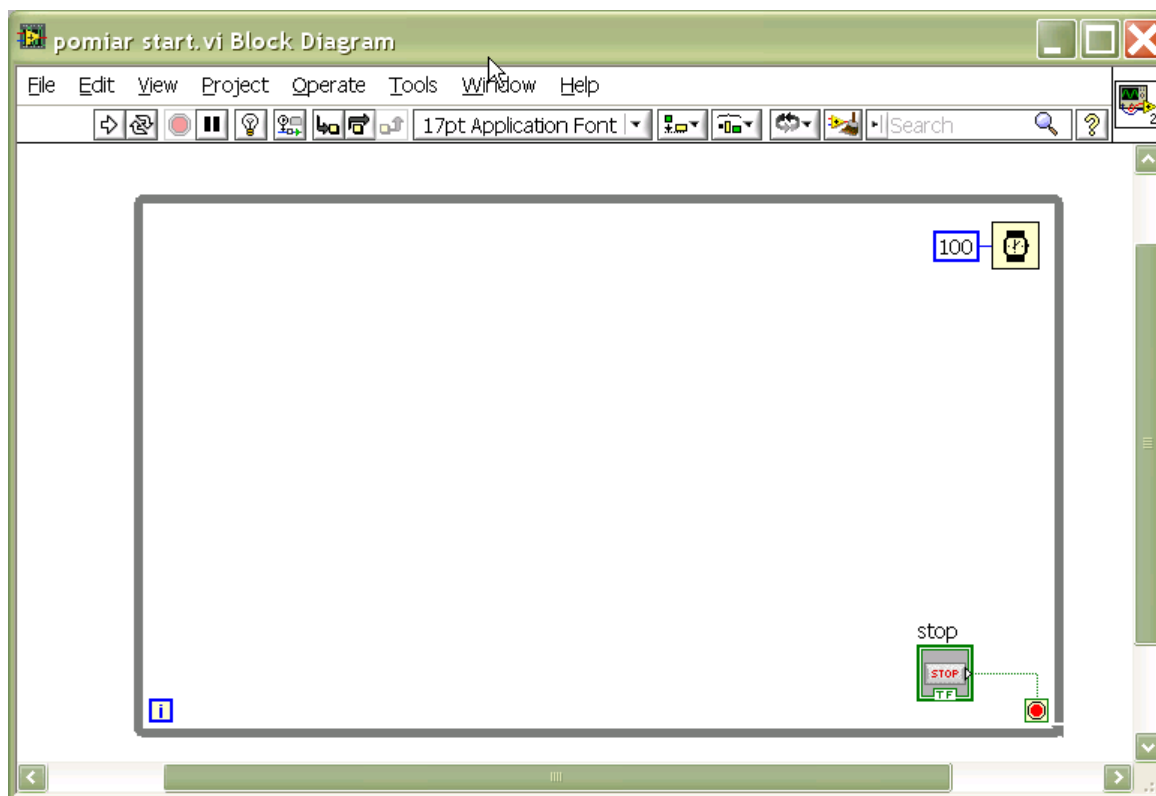 pomiar start.vi Block Diagram
File Edit View Project Operate Tools Window Help
17pt Application Font Search
2
100
stop
STOP
TF
i